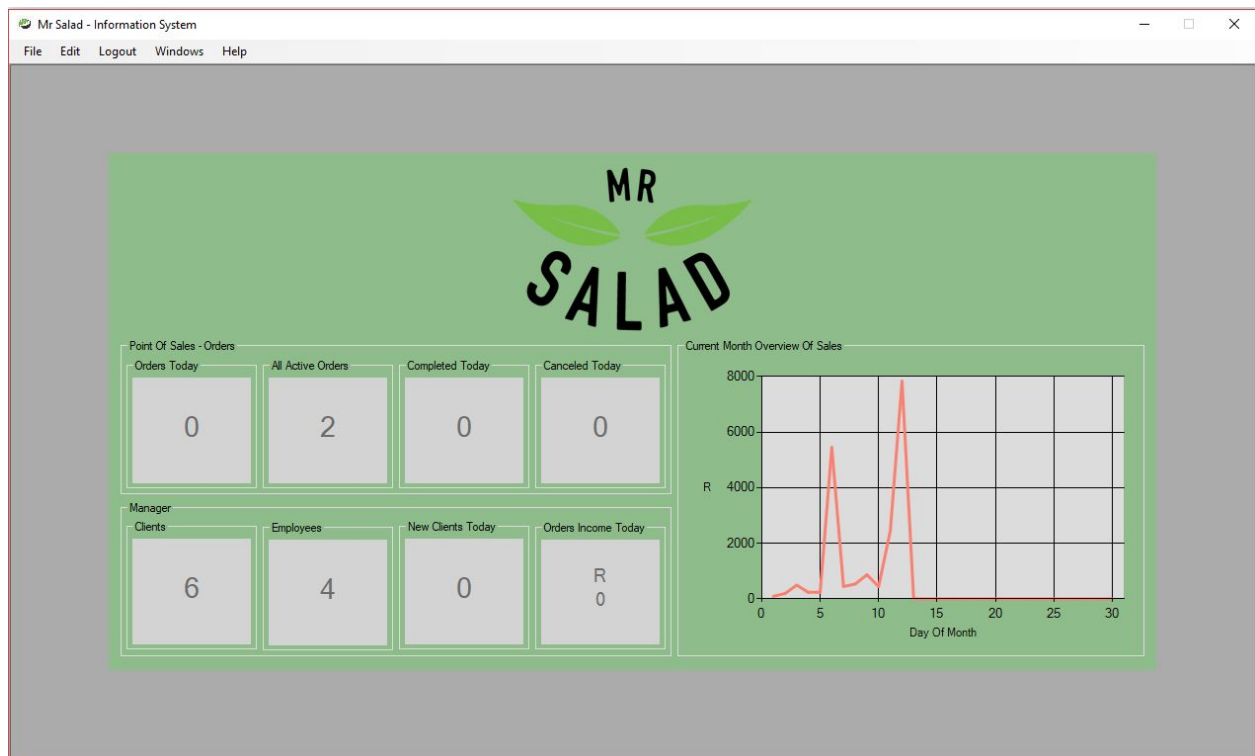 Mr Salad - Information System
File Edit Logout Windows Help
MR
SALAD
Point Of Sales - Orders
Orders Today
0
All Active Orders
2
Completed Today
0
Canceled Today
0
Manager
Clients
6
Employees
4
New Clients Today
0
Orders Income Today
R
0
Current Month Overview Of Sales
8000
6000
R 4000
2000
0
0 5 10 15 20 25 30
Day Of Month